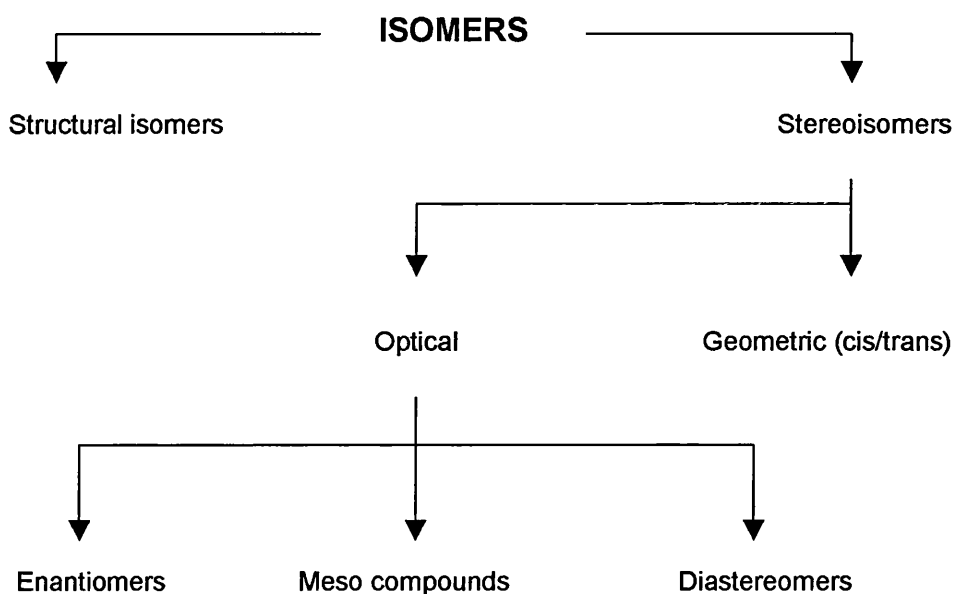 ISOMERS
Structural isomers
Stereoisomers
Optical
Geometric (cis/trans)
Enantiomers
Meso compounds
Diastereomers